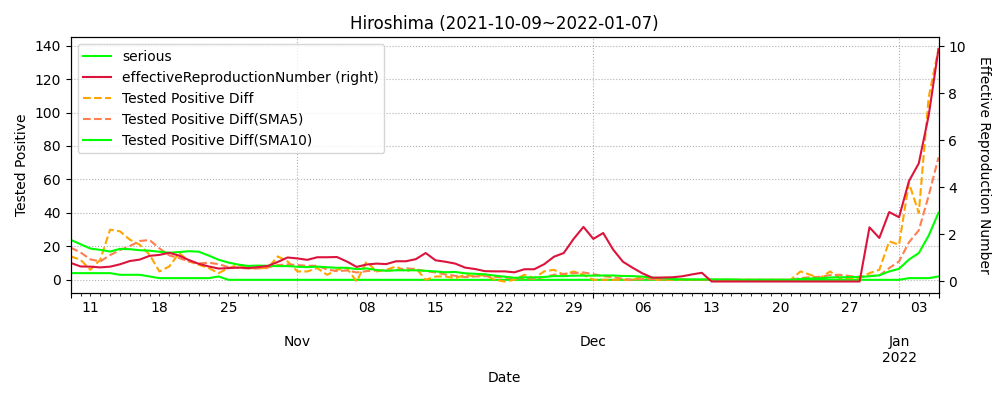 Hiroshima (2021-10-09~2022-01-07)
serious
effectiveReproductionNumber (right)
Tested Positive Diff
Tested Positive Diff(SMA5)
Tested Positive Diff(SMA10)
Tested Positive
140
120
100
80
60
40
20
0
Effective Reproduction Number
10
8
6
4
2
0
11 18 25 08 15 22 29 06 13 20 27 03
Nov Dec Jan
2022
Date